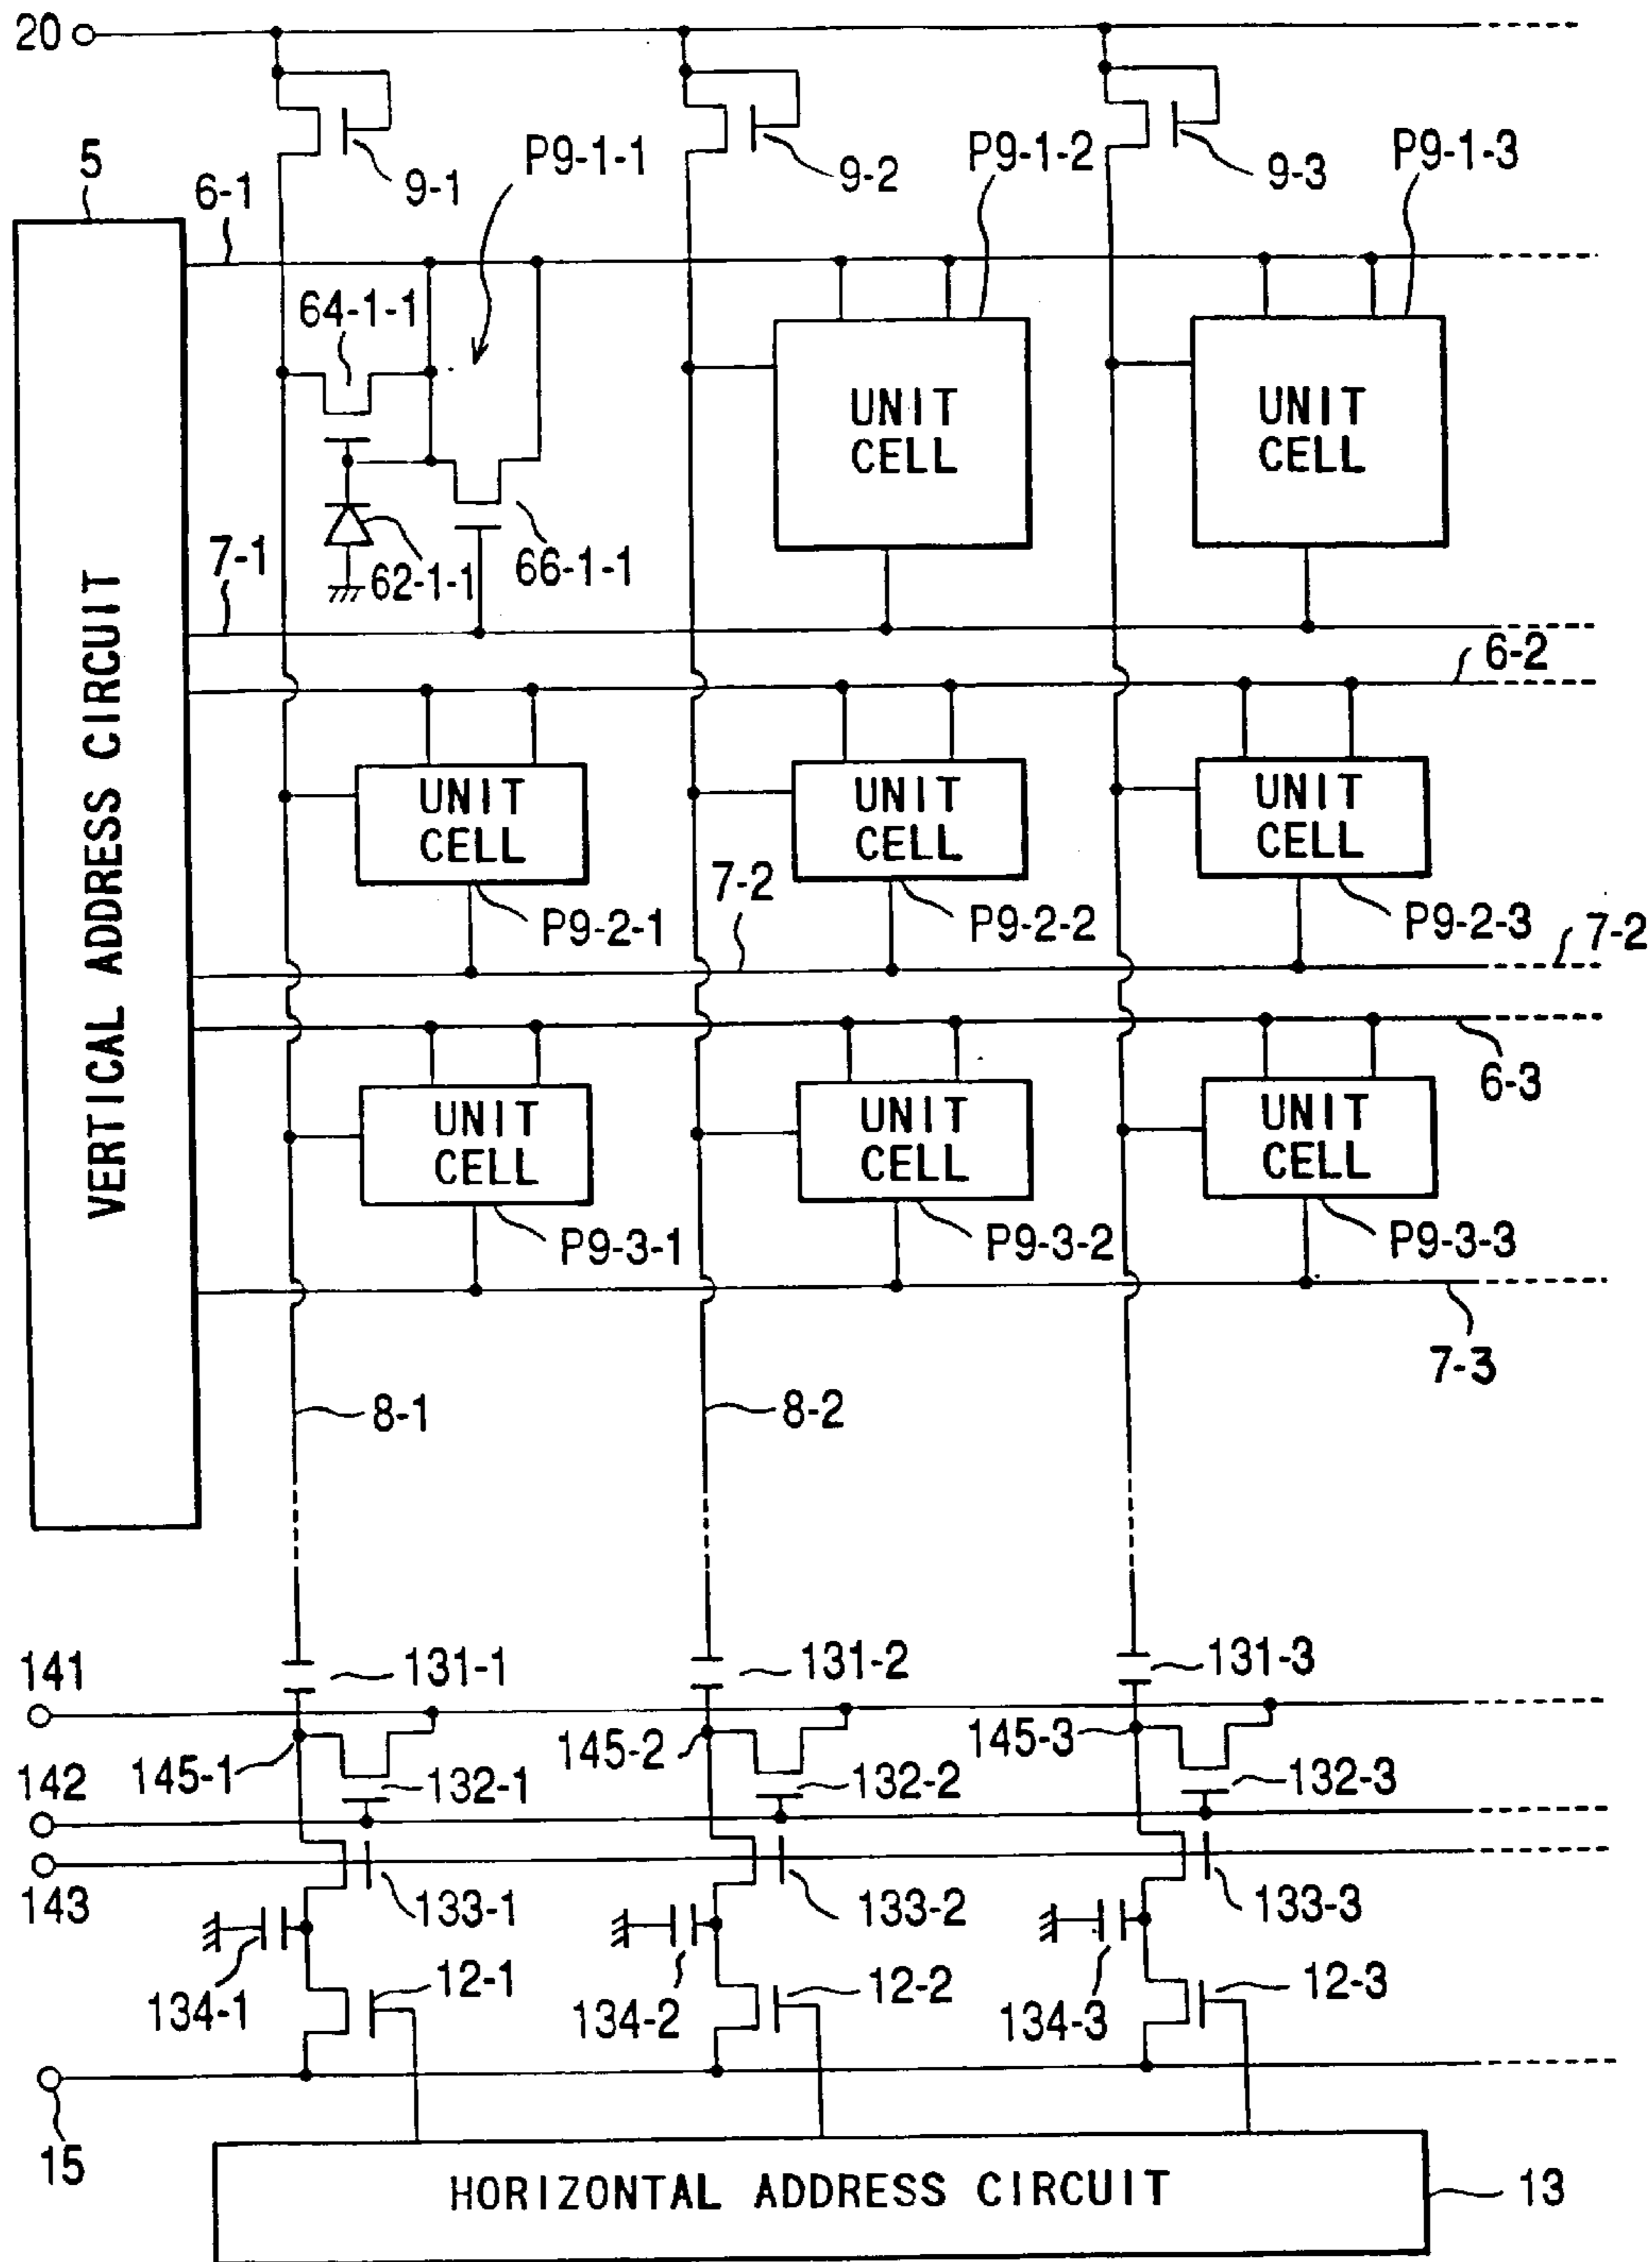 20
9-1
9-2
9-3
P9-1-1
P9-1-2
P9-1-3
5
6-1
64-1-1
UNIT
CELL
UNIT
CELL
7-1
62-1-1
66-1-1
6-2
VERTICAL ADDRESS CIRCUIT
UNIT
CELL
UNIT
CELL
UNIT
CELL
7-2
P9-2-1
P9-2-2
P9-2-3
7-2
6-3
UNIT
CELL
UNIT
CELL
UNIT
CELL
P9-3-1
P9-3-2
P9-3-3
7-3
8-1
8-2
141
131-1
131-2
131-3
145-1
145-2
145-3
142
132-1
132-2
132-3
143
133-1
133-2
133-3
134-1
12-1
134-2
12-2
134-3
12-3
15
HORIZONTAL ADDRESS CIRCUIT
13